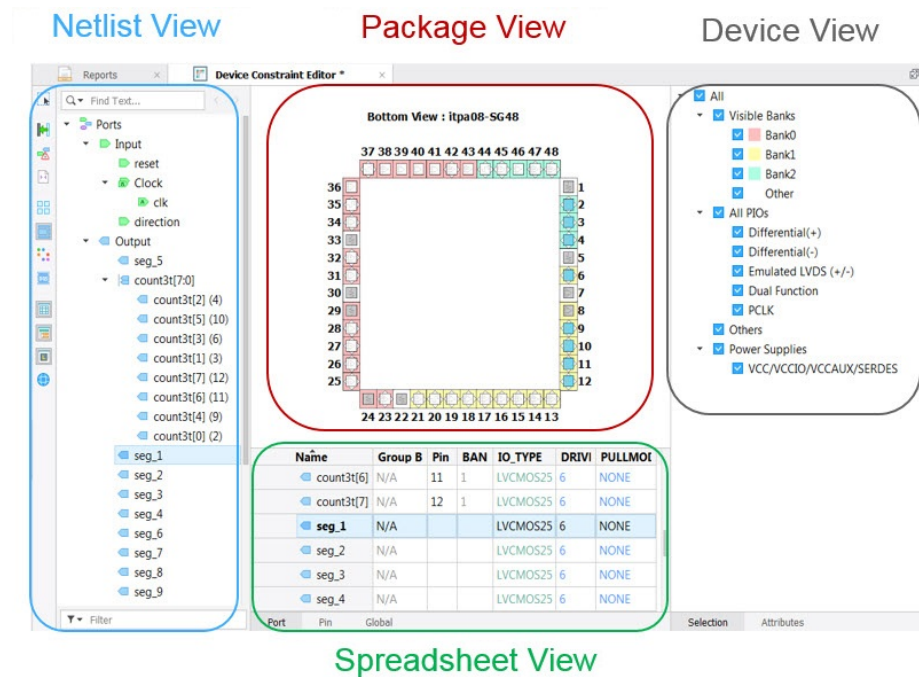 Netlist View
Package View
Device View
Reports
Device Constraint Editor *
Find Text...
Ports
Input
reset
Clock
clk
direction
Output
seg_5
count3t[7:0]
count3t[2] (4)
count3t[5] (10)
count3t[3] (6)
count3t[1] (3)
count3t[7] (12)
count3t[6] (11)
count3t[4] (9)
count3t[0] (2)
seg_1
seg_2
seg_3
seg_4
seg_6
seg_7
seg_8
seg_9
Filter
Bottom View : itpa08-SG48
37 38 39 40 41 42 43 44 45 46 47 48
36
35
34
33
32
31
30
29
28
27
26
25
1
2
3
4
5
6
7
8
9
10
11
12
24 23 22 21 20 19 18 17 16 15 14 13
Name Group B Pin BAN IO_TYPE DRIVI PULLMOD
count3t[6] N/A 11 1 LVCMOS25 6 NONE
count3t[7] N/A 12 1 LVCMOS25 6 NONE
seg_1 N/A LVCMOS25 6 NONE
seg_2 N/A LVCMOS25 6 NONE
seg_3 N/A LVCMOS25 6 NONE
seg_4 N/A LVCMOS25 6 NONE
Port Pin Global
All
Visible Banks
Bank0
Bank1
Bank2
Other
All PIOs
Differential(+)
Differential(-)
Emulated LVDS (+/-)
Dual Function
PCLK
Others
Power Supplies
VCC/VCCIO/VCCAUX/SERDES
Selection Attributes
Spreadsheet View